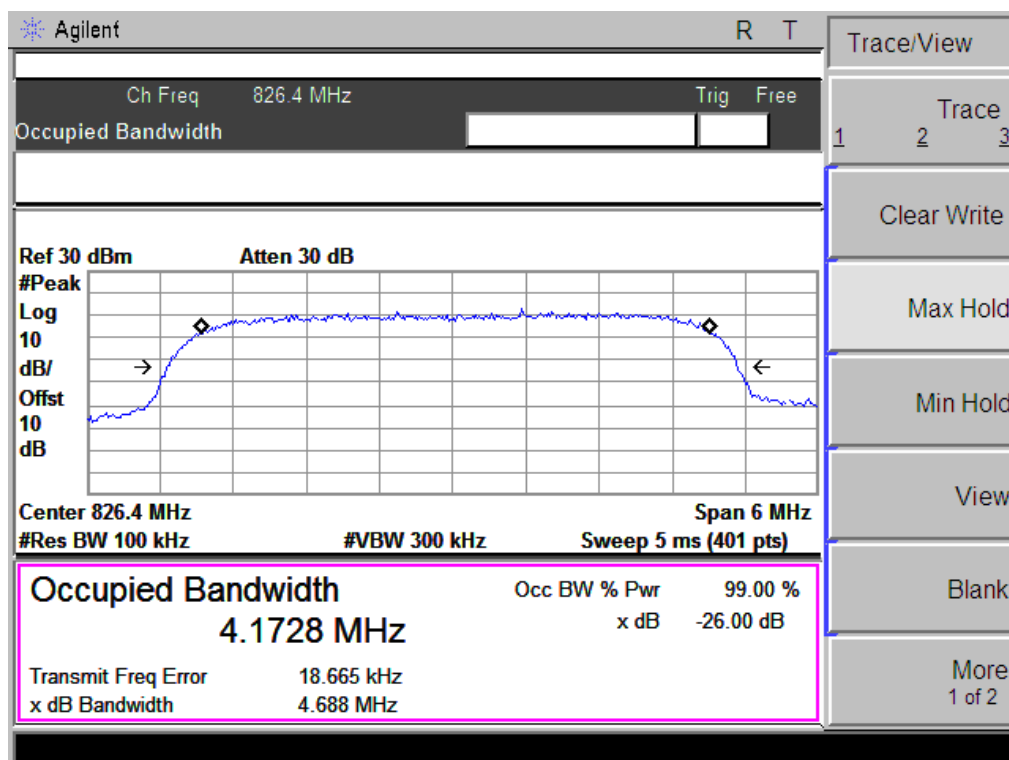 Agilent R T
Ch Freq 826.4 MHz Trig Free
Occupied Bandwidth
Ref 30 dBm Atten 30 dB
#Peak
Log
10
dB/
Offst
10
dB
Center 826.4 MHz Span 6 MHz
#Res BW 100 kHz #VBW 300 kHz Sweep 5 ms (401 pts)
Occupied Bandwidth Occ BW % Pwr 99.00 %
4.1728 MHz x dB -26.00 dB
Transmit Freq Error 18.665 kHz
x dB Bandwidth 4.688 MHz
Trace/View
Trace
1 2 3
Clear Write
Max Hold
Min Hold
View
Blank
More
1 of 2